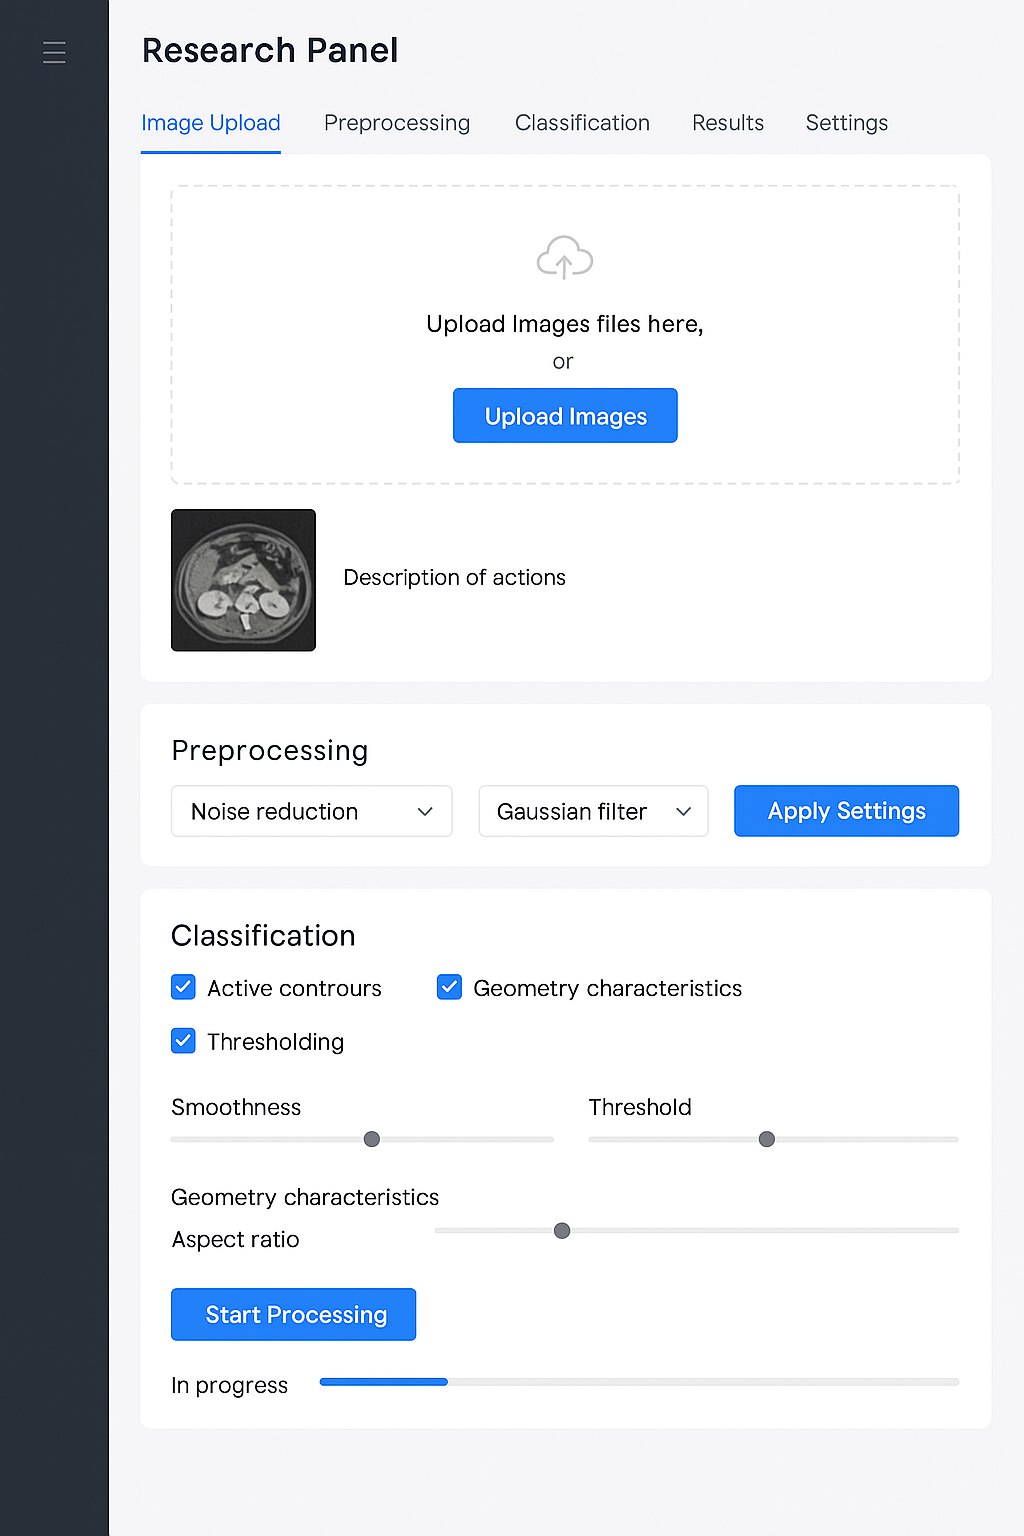 Research Panel
Image Upload
Preprocessing
Classification
Results
Settings
Upload Images files here,
or
Upload Images
Description of actions
Preprocessing
Noise reduction
Gaussian filter
Apply Settings
Classification
Active contrours
Geometry characteristics
Thresholding
Smoothness
Threshold
Geometry characteristics
Aspect ratio
Start Processing
In progress